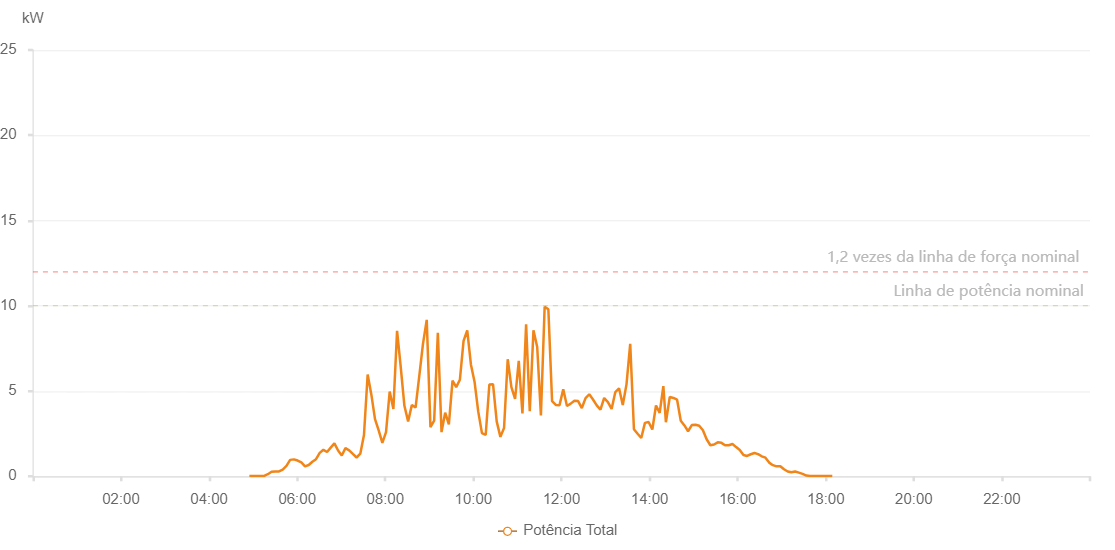 kW
25
20
15
1,2 vezes da linha de força nominal
Linha de potência nominal
10
5
0
02:00 04:00 06:00 08:00 10:00 12:00 14:00 16:00 18:00 20:00 22:00
Potência Total